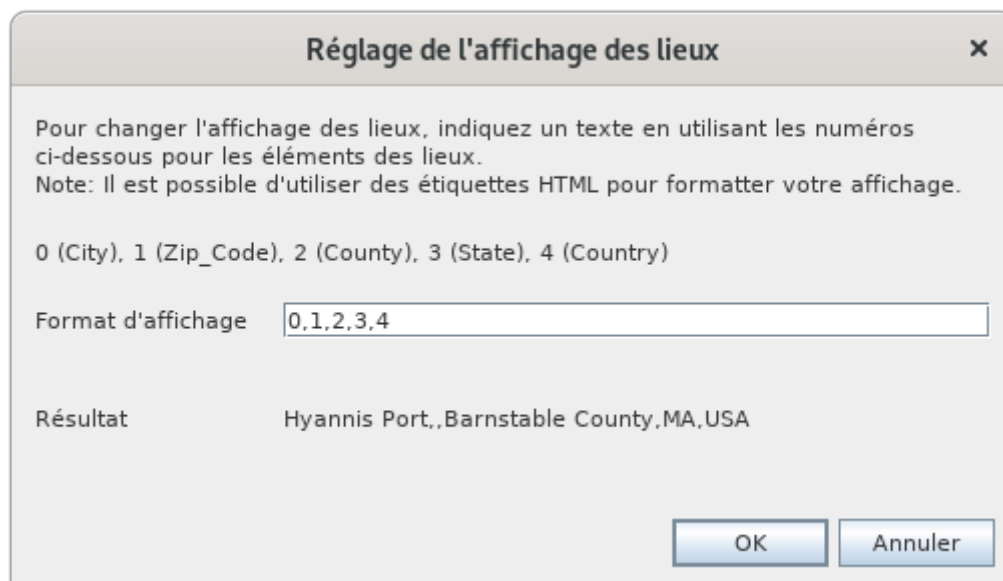 Réglage de l'affichage des lieux
×
Pour changer l'affichage des lieux, indiquez un texte en utilisant les numéros
ci-dessous pour les éléments des lieux.
Note: Il est possible d'utiliser des étiquettes HTML pour formatter votre affichage.
0 (City), 1 (Zip_Code), 2 (County), 3 (State), 4 (Country)
Format d'affichage 0,1,2,3,4
Résultat Hyannis Port,,Barnstable County,MA,USA
OK Annuler